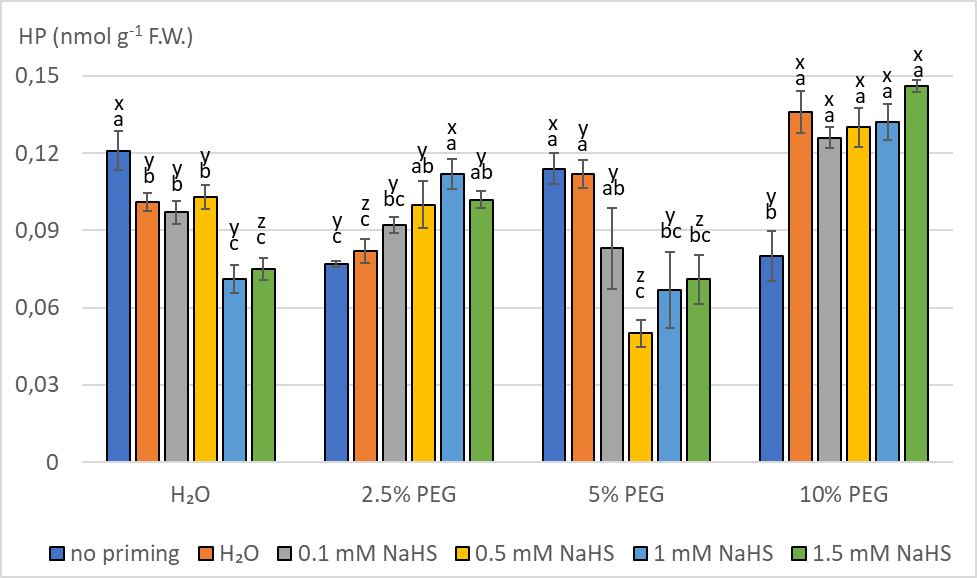 HP (nmol g⁻¹ F.W.)
0,15
0,12
0,09
0,06
0,03
0
x
a
y
b
y
b
y
b
y
c
z
c
y
c
z
c
y
bc
y
ab
x
a
y
ab
x
a
y
a
y
ab
z
c
y
bc
z
bc
y
b
x
a
x
a
x
a
x
a
x
a
H₂O 2.5% PEG 5% PEG 10% PEG
no priming H₂O 0.1 mM NaHS 0.5 mM NaHS 1 mM NaHS 1.5 mM NaHS